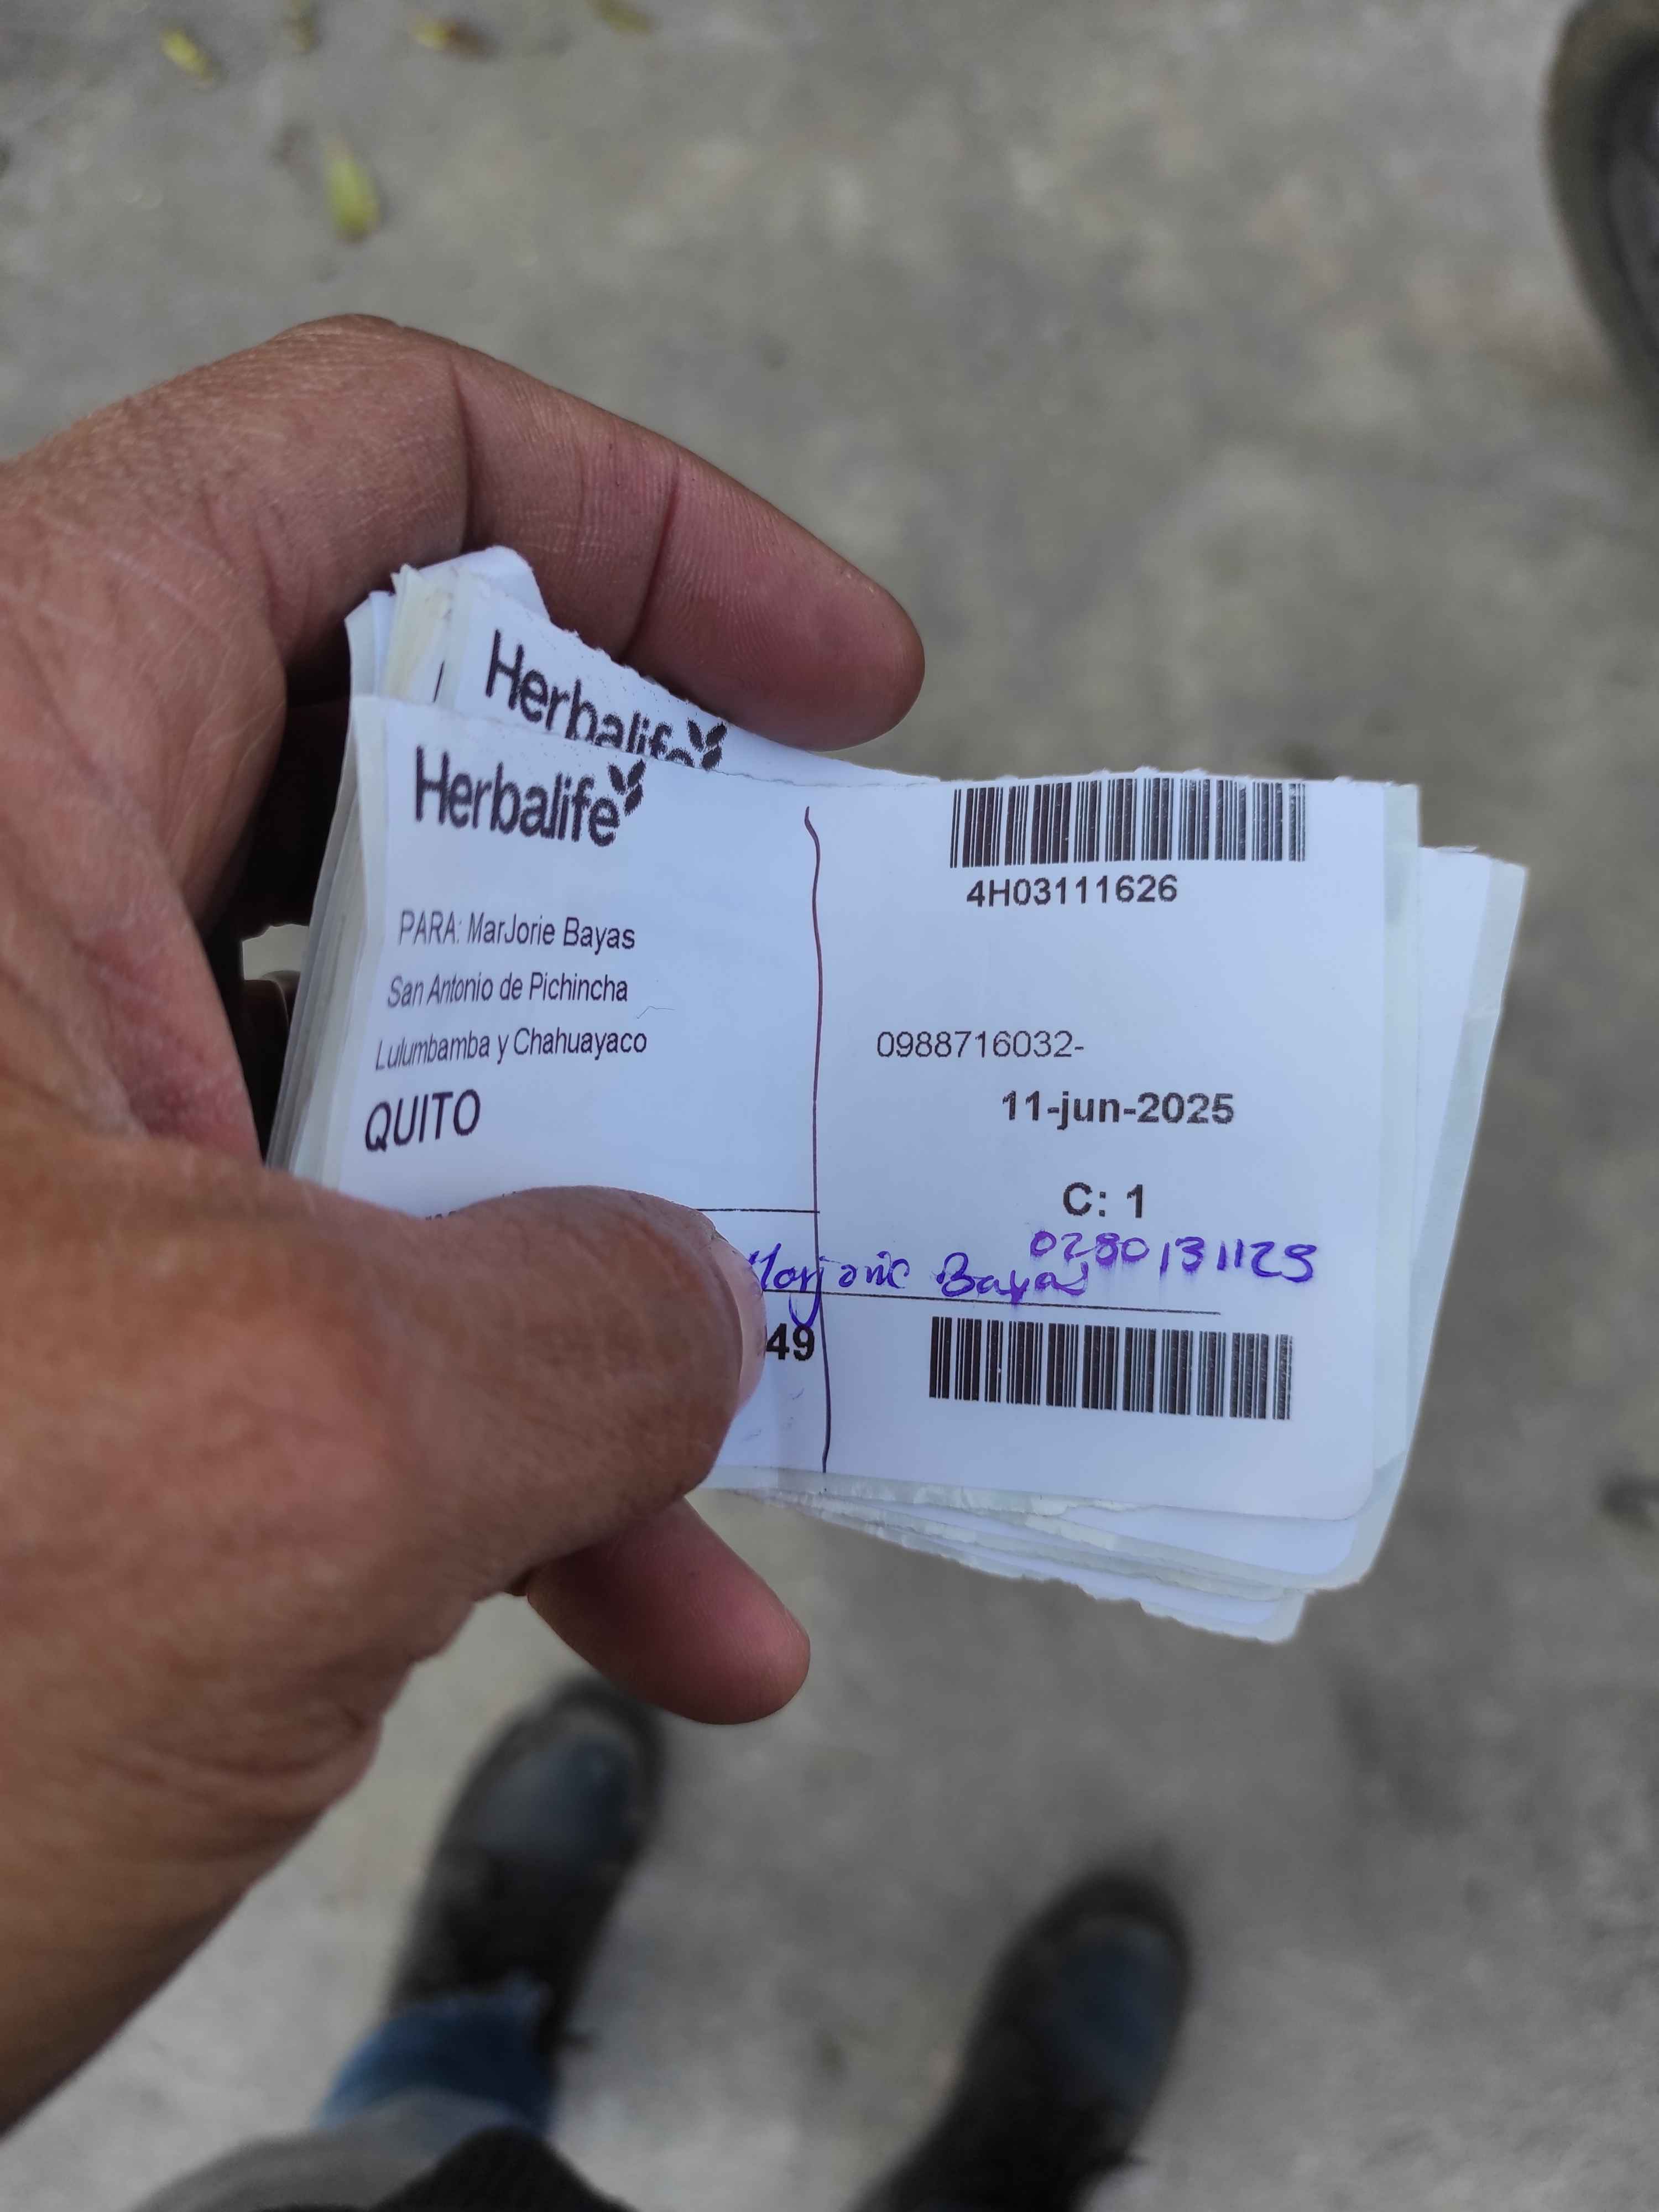 Herbalife
Herbalife
4H03111626
PARA: MarJorie Bayas
San Antonio de Pichincha
Lulumbamba y Chahuayaco
0988716032-
QUITO
11-jun-2025
C: 1
Bayas
49